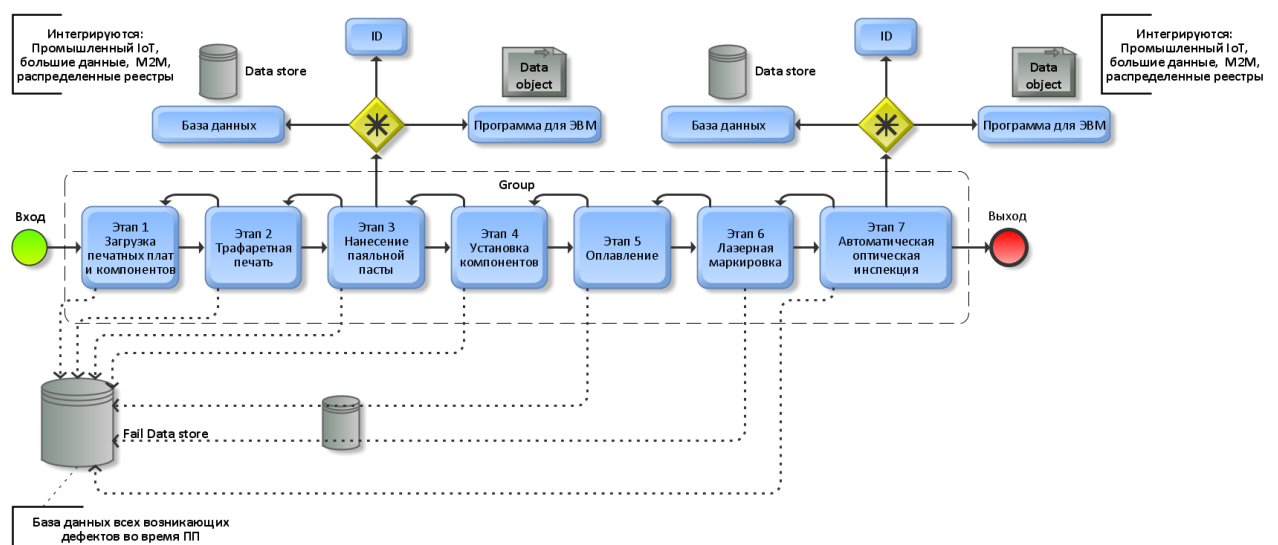 Интегрируются:
Промышленный IoT,
большие данные,  M2M,
распределенные реестры
Data store
ID
Data
object
База данных
Программа для ЭВМ
Data store
ID
Data
object
База данных
Программа для ЭВМ
Интегрируются:
Промышленный IoT,
большие данные,  M2M,
распределенные реестры
Group
Вход
Этап 1
Загрузка
печатных плат
и компонентов
Этап 2
Трафаретная
печать
Этап 3
Нанесение
паяльной
пасты
Этап 4
Установка
компонентов
Этап 5
Оплавление
Этап 6
Лазерная
маркировка
Этап 7
Автоматическая
оптическая
инспекция
Выход
Fail Data store
База данных всех возникающих
дефектов во время ПП